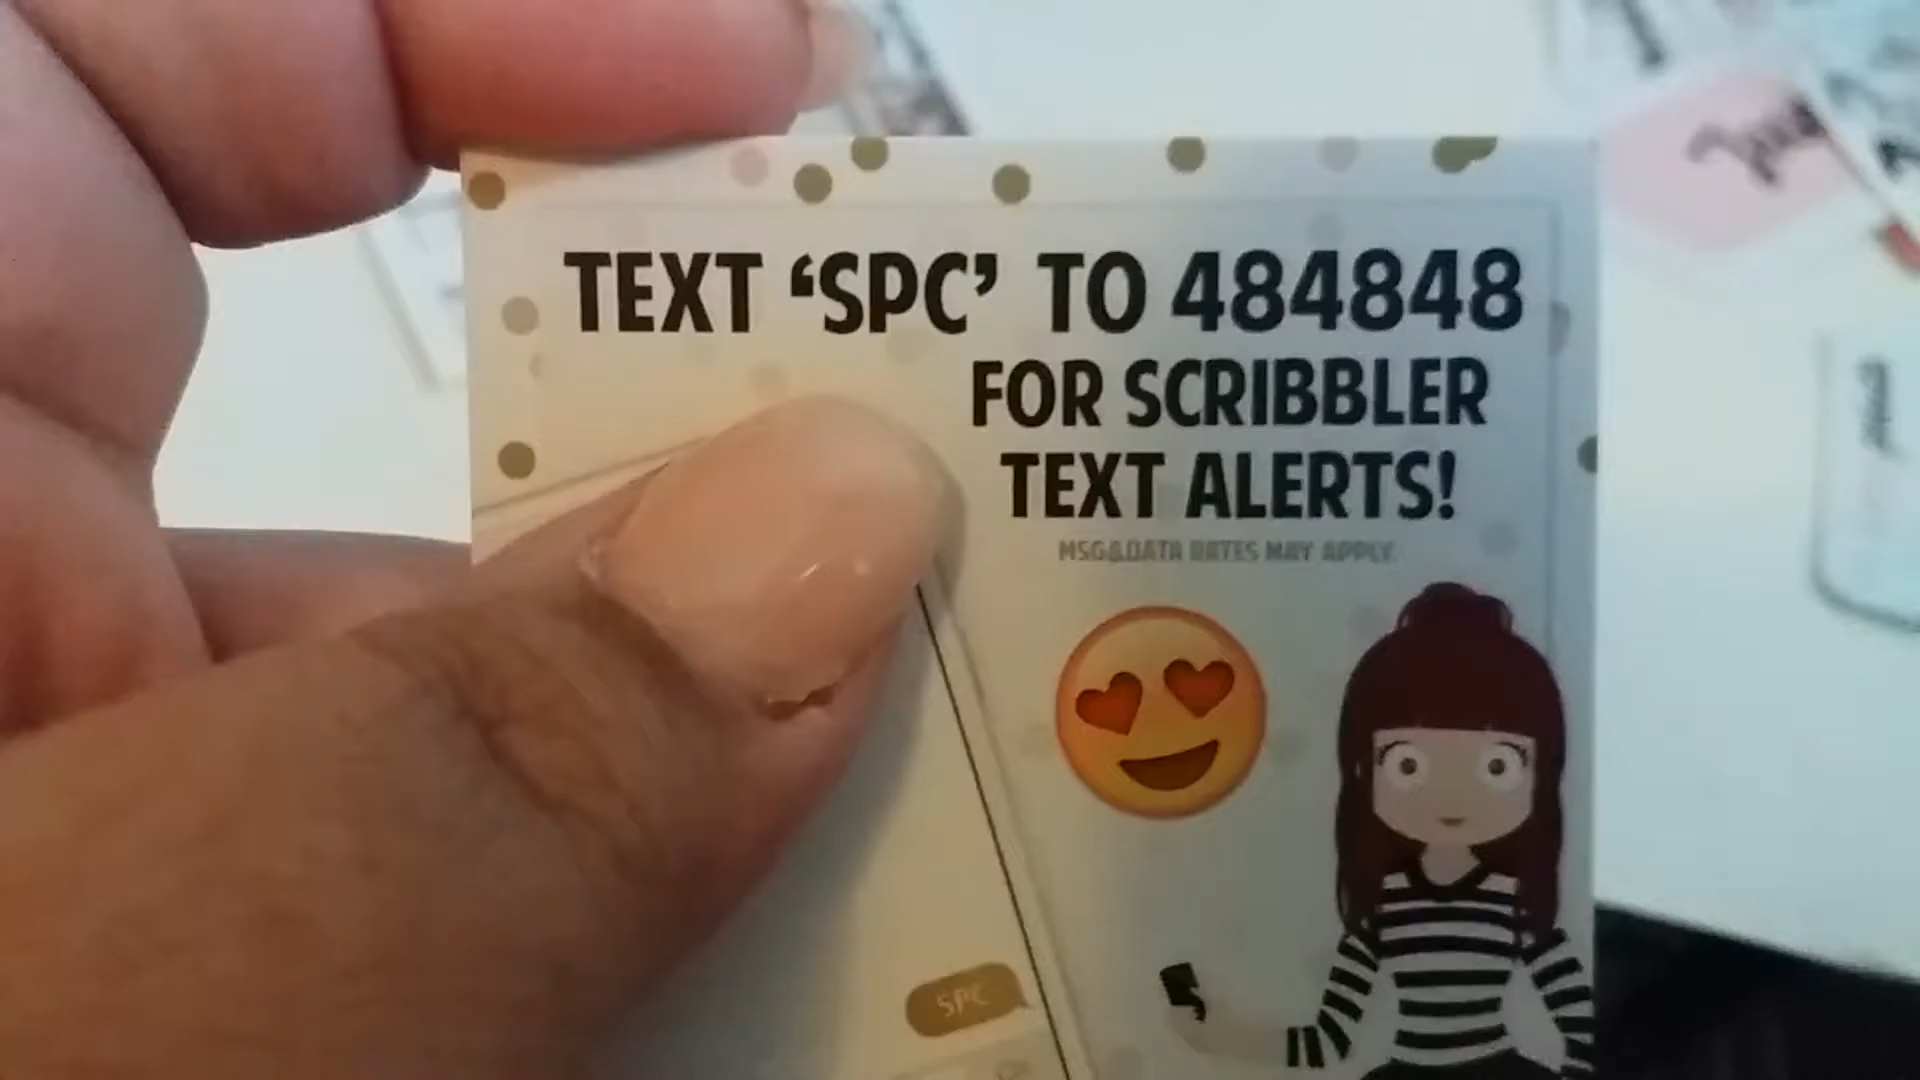 TEXT ‘SPC’ TO 484848
FOR SCRIBBLER
TEXT ALERTS!
MSG&DATA RATES MAY APPLY.
SPC